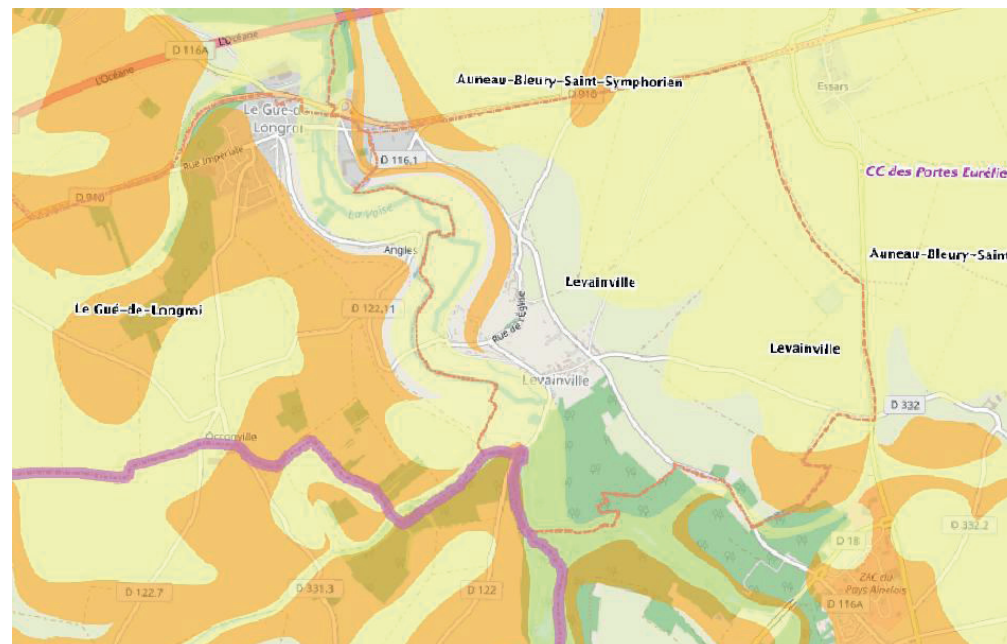 L'Océane
D 116A
L'Océane
Auneau-Bleury-Saint-Symphorien
D 910
Essars
Le Gué-de-
Longroi
Rue Impériale
D 116.1
CC des Portes Euréli
D 910
La Voise
Angles
Auneau-Bleury-Saint
Levainville
Le Gué-de-Longroi
D 122.11
Rue de l'Église
Levainville
Levainville
D 332
Occonville
D 332.2
D 18
ZAC du
Pays Alnélois
D 122.7
D 331.3
D 122
D 116A